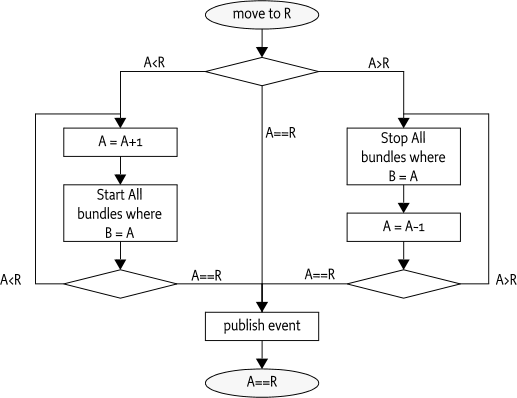 move to R
A<R
A>R
A==R
A = A+1
Stop All
bundles where
B = A
Start All
bundles where
B = A
A = A-1
A<R
A==R
A==R
A>R
publish event
A==R